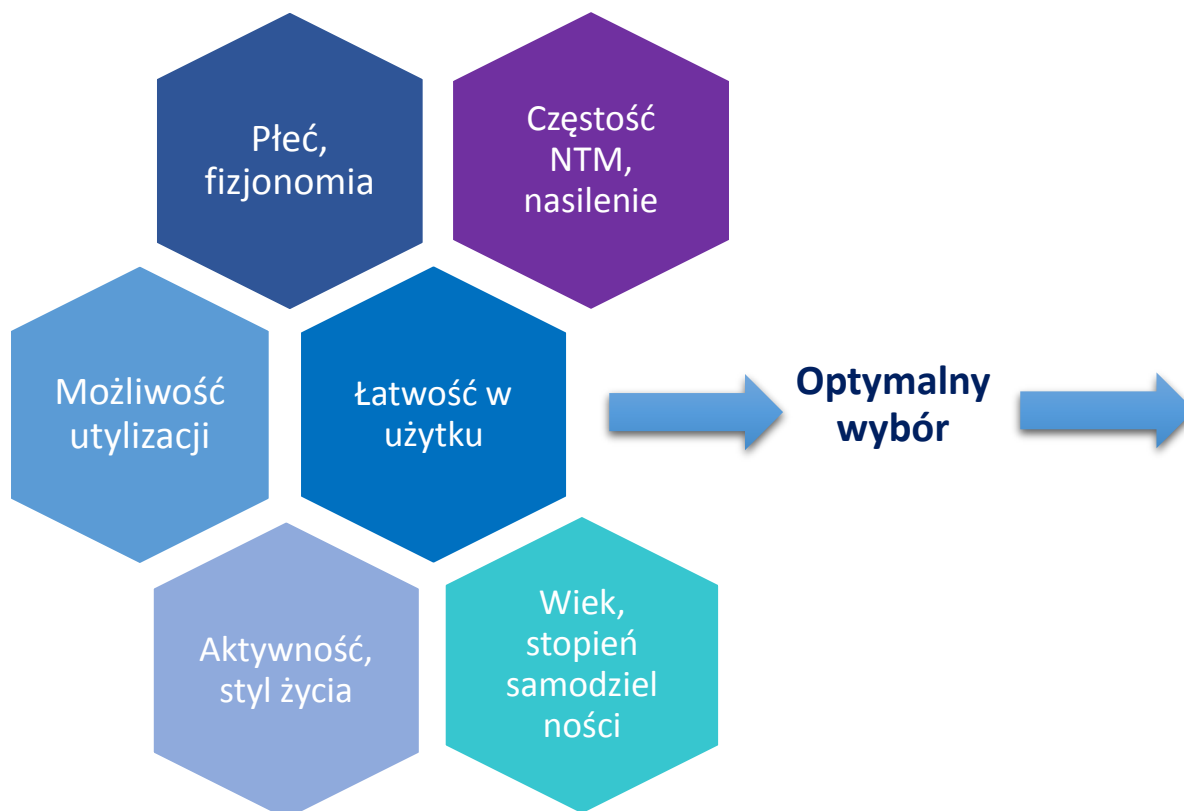 Płeć,
fizjonomia
Częstość
NTM,
nasilenie
Możliwość
utylizacji
Łatwość w
użytku
Optymalny
wybór
Aktywność,
styl życia
Wiek,
stopień
samodziel
ności